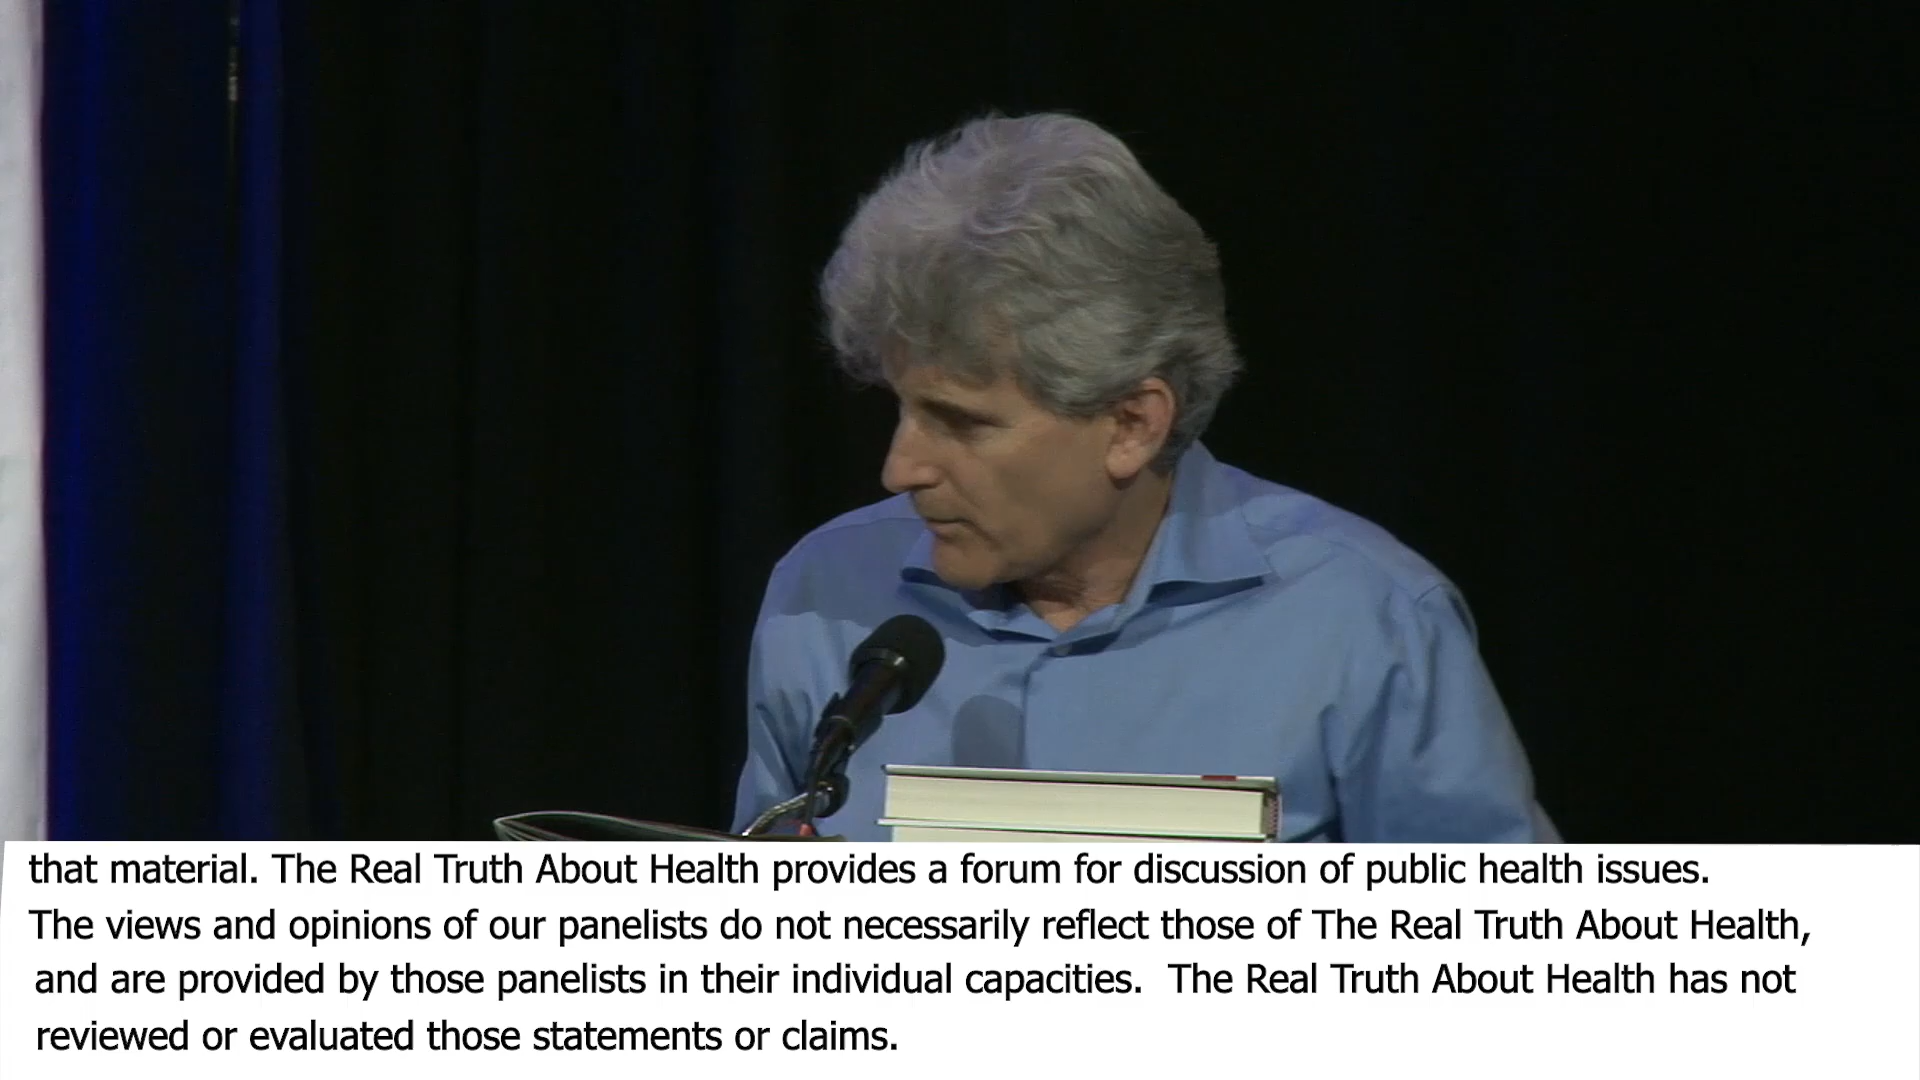 that material. The Real Truth About Health provides a forum for discussion of public health issues.
The views and opinions of our panelists do not necessarily reflect those of The Real Truth About Health,
and are provided by those panelists in their individual capacities.  The Real Truth About Health has not
reviewed or evaluated those statements or claims.